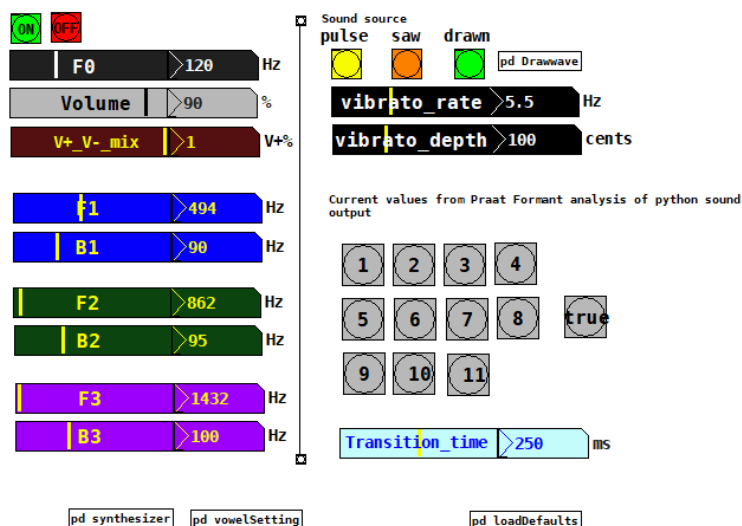 ON OFF
F0 120 Hz
Volume 90 %
V+_V-_mix 1 V+%
F1 494 Hz
B1 90 Hz
F2 862 Hz
B2 95 Hz
F3 1432 Hz
B3 100 Hz
Sound source
pulse saw drawn
pd Drawwave
vibrato_rate 5.5 Hz
vibrato_depth 100 cents
Current values from Praat Formant analysis of python sound
output
1 2 3 4
5 6 7 8 true
9 10 11
Transition_time 250 ms
pd synthesizer pd vowelSetting pd loadDefaults